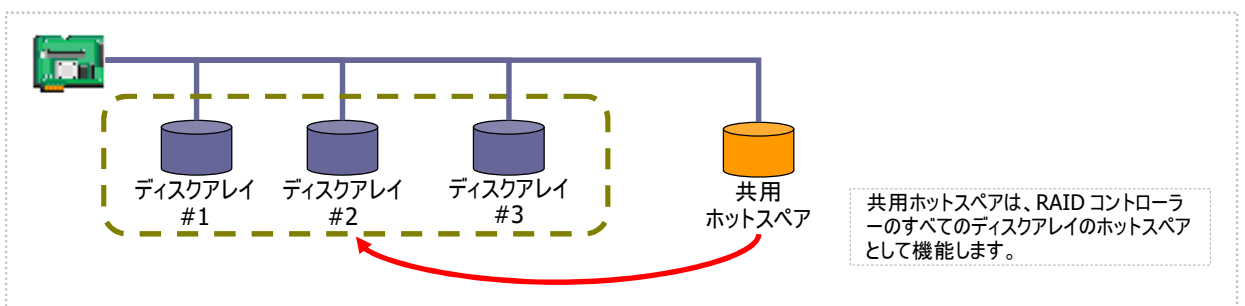 ディスクアレイ
#1
ディスクアレイ
#2
ディスクアレイ
#3
共用
ホットスペア
共用ホットスペアは、RAID コントローラ
ーのすべてのディスクアレイのホットスペア
として機能します。